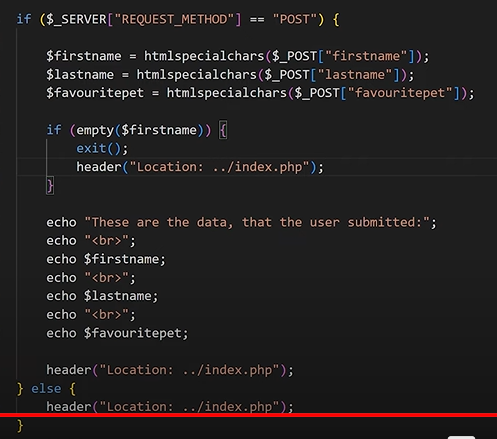 if ($_SERVER["REQUEST_METHOD"] == "POST") {
$firstname = htmlspecialchars($_POST["firstname"]);
$lastname = htmlspecialchars($_POST["lastname"]);
$favouritepet = htmlspecialchars($_POST["favouritepet"]);
if (empty($firstname)) {
exit();
header("Location: ../index.php");
}
echo "These are the data, that the user submitted:";
echo "<br>";
echo $firstname;
echo "<br>";
echo $lastname;
echo "<br>";
echo $favouritepet;
header("Location: ../index.php");
} else {
header("Location: ../index.php");
}